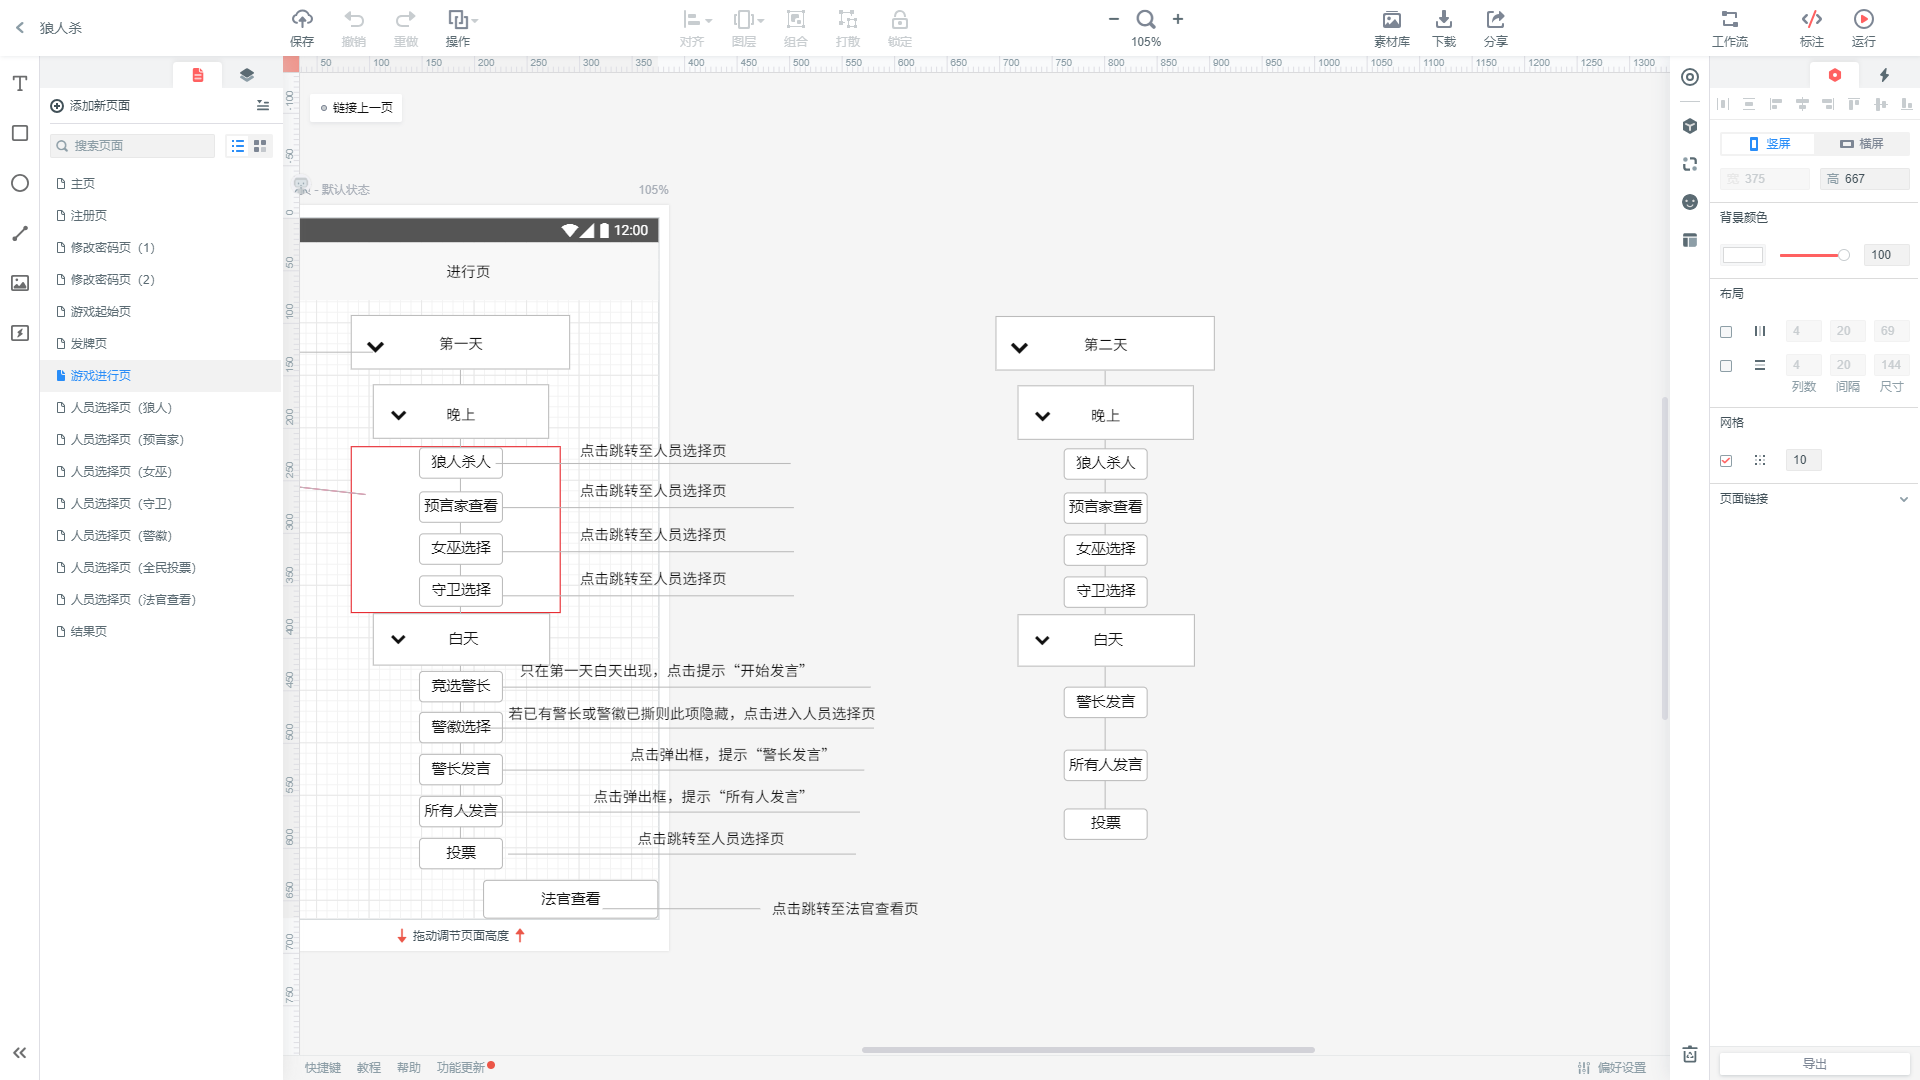 狼人杀
保存
撤销
重做
操作
对齐
图层
组合
打散
锁定
105%
素材库
下载
分享
工作流
标注
运行
添加新页面
搜索页面
主页
注册页
修改密码页（1）
修改密码页（2）
游戏起始页
发牌页
游戏进行页
人员选择页（狼人）
人员选择页（预言家）
人员选择页（女巫）
人员选择页（守卫）
人员选择页（警徽）
人员选择页（全民投票）
人员选择页（法官查看）
结果页
50 100 150 200 250 300 350 400 450 500 550 600 650 700 750 800 850 900 950 1000 1050 1100 1150 1200 1250 1300
-100
-50
0
50
100
150
200
250
300
350
400
450
500
550
600
650
700
750
链接上一页
- 默认状态
105%
12:00
进行页
第一天
晚上
狼人杀人
点击跳转至人员选择页
预言家查看
点击跳转至人员选择页
女巫选择
点击跳转至人员选择页
守卫选择
点击跳转至人员选择页
白天
只在第一天白天出现，点击提示“开始发言”
竞选警长
若已有警长或警徽已撕则此项隐藏，点击进入人员选择页
警徽选择
点击弹出框，提示“警长发言”
警长发言
点击弹出框，提示“所有人发言”
所有人发言
点击跳转至人员选择页
投票
法官查看
点击跳转至法官查看页
拖动调节页面高度
第二天
晚上
狼人杀人
预言家查看
女巫选择
守卫选择
白天
警长发言
所有人发言
投票
竖屏
横屏
宽 375
高 667
背景颜色
100
布局
4 20 69
4 20 144
列数 间隔 尺寸
网格
10
页面链接
快捷键
教程
帮助
功能更新
偏好设置
导出